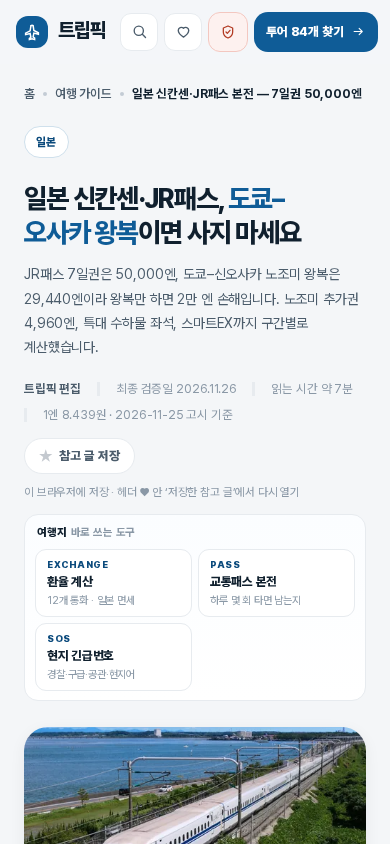 트립픽
투어 84개 찾기 →
홈 • 여행 가이드 • 일본 신칸센·JR패스 본전 — 7일권 50,000엔
일본
일본 신칸센·JR패스, 도쿄–
오사카 왕복이면 사지 마세요
JR패스 7일권은 50,000엔, 도쿄–신오사카 노조미 왕복은
29,440엔이라 왕복만 하면 2만 엔 손해입니다. 노조미 추가권
4,960엔, 특대 수하물 좌석, 스마트EX까지 구간별로
계산했습니다.
트립픽 편집 | 최종 검증일 2026.11.26 | 읽는 시간 약 7분
| 1엔 8.439원 · 2026-11-25 고시 기준
★ 참고 글 저장
이 브라우저에 저장 · 헤더 ♥ 안 '저장한 참고 글'에서 다시 열기
여행지 바로 쓰는 도구
EXCHANGE
환율 계산
12개 통화 · 일본 면세
PASS
교통패스 본전
하루 몇 회 타면 남는지
SOS
현지 긴급번호
경찰·구급·공관·현지어